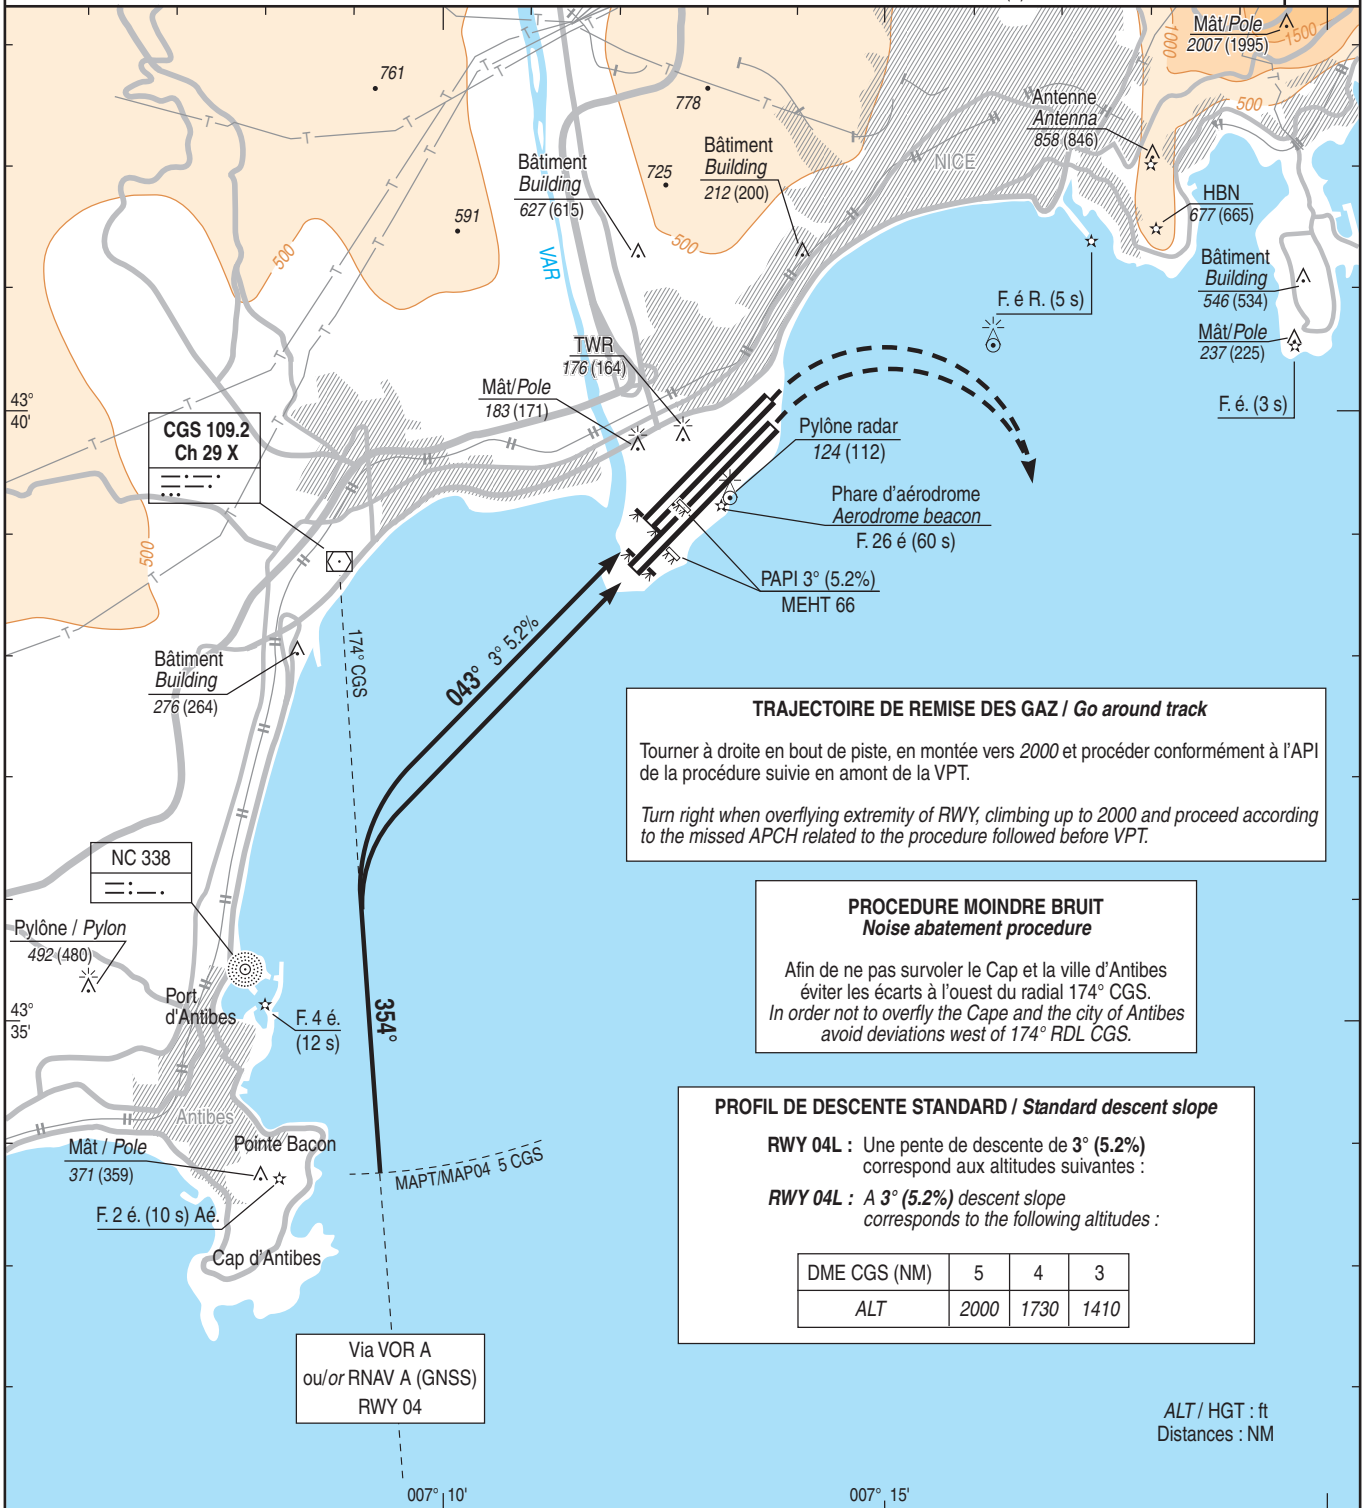 Mât/Pole
2007 (1995)
1500
1000
500
761
778
Antenne
Antenna
858 (846)
Bâtiment
Building
212 (200)
NICE
Bâtiment
Building
627 (615)
725
HBN
677 (665)
591
500
500
VAR
Bâtiment
Building
546 (534)
F. é R. (5 s)
Mât/Pole
237 (225)
TWR
176 (164)
Mât/Pole
183 (171)
F. é. (3 s)
43°
40'
CGS 109.2
Ch 29 X
Pylône radar
124 (112)
Phare d'aérodrome
Aerodrome beacon
F. 26 é (60 s)
500
PAPI 3° (5.2%)
MEHT 66
174° CGS
043° 3° 5.2%
Bâtiment
Building
276 (264)
TRAJECTOIRE DE REMISE DES GAZ / Go around track
Tourner à droite en bout de piste, en montée vers 2000 et procéder conformément à l'API
de la procédure suivie en amont de la VPT.
Turn right when overflying extremity of RWY, climbing up to 2000 and proceed according
to the missed APCH related to the procedure followed before VPT.
NC 338
PROCEDURE MOINDRE BRUIT
Noise abatement procedure
Afin de ne pas survoler le Cap et la ville d'Antibes
éviter les écarts à l'ouest du radial 174° CGS.
In order not to overfly the Cape and the city of Antibes
avoid deviations west of 174° RDL CGS.
Pylône / Pylon
492 (480)
Port
d'Antibes
43°
35'
F. 4 é.
(12 s)
354°
Antibes
Pointe Bacon
Mât / Pole
371 (359)
MAPT/MAP04 5 CGS
F. 2 é. (10 s) Aé.
Cap d'Antibes
PROFIL DE DESCENTE STANDARD / Standard descent slope
RWY 04L : Une pente de descente de 3° (5.2%)
correspond aux altitudes suivantes :
RWY 04L : A 3° (5.2%) descent slope
corresponds to the following altitudes :
DME CGS (NM) 5 4 3
ALT 2000 1730 1410
Via VOR A
ou/or RNAV A (GNSS)
RWY 04
ALT / HGT : ft
Distances : NM
007° 10'
007° 15'